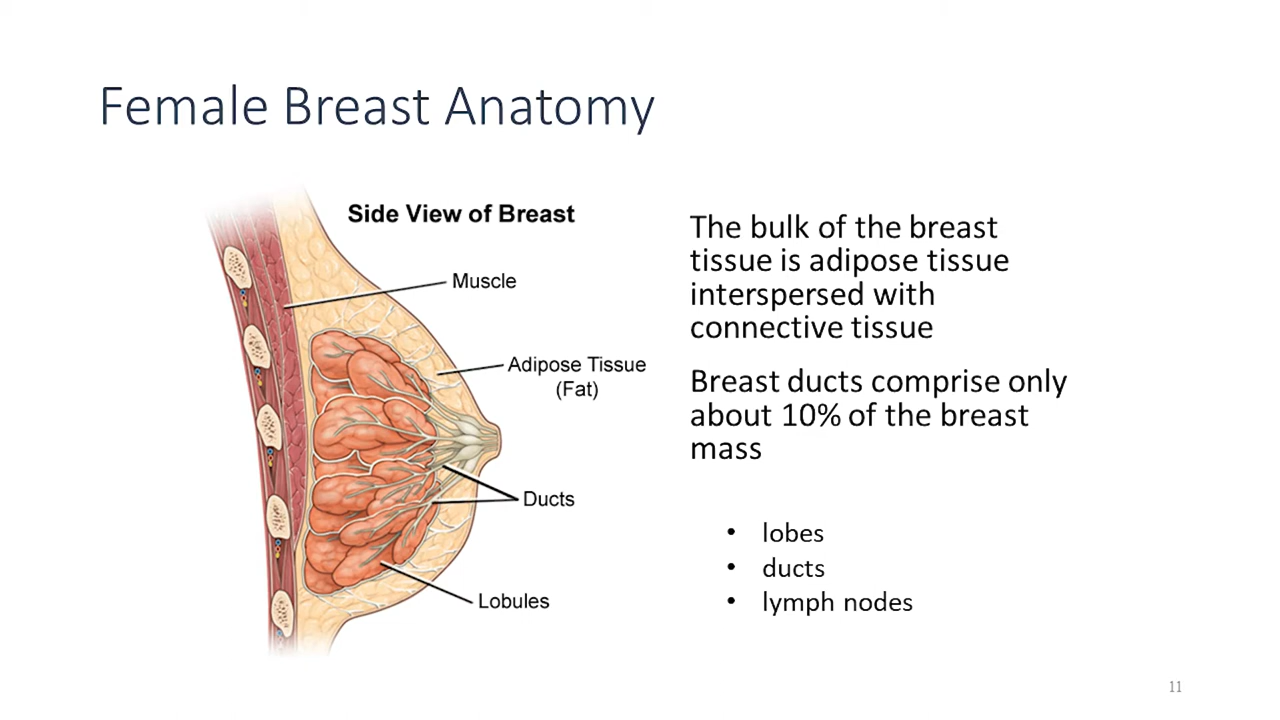 Female Breast Anatomy
Side View of Breast
Muscle
Adipose Tissue
(Fat)
Ducts
Lobules
The bulk of the breast
tissue is adipose tissue
interspersed with
connective tissue
Breast ducts comprise only
about 10% of the breast
mass
• lobes
• ducts
• lymph nodes
11